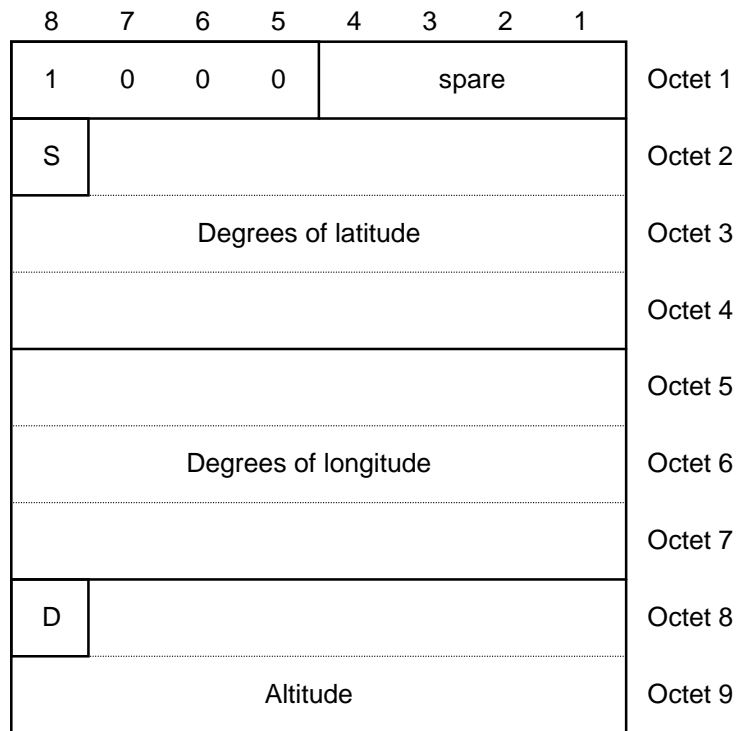 8 7 6 5 4 3 2 1
1 0 0 0 spare Octet 1
S Octet 2
Degrees of latitude Octet 3
Octet 4
Octet 5
Degrees of longitude Octet 6
Octet 7
D Octet 8
Altitude Octet 9